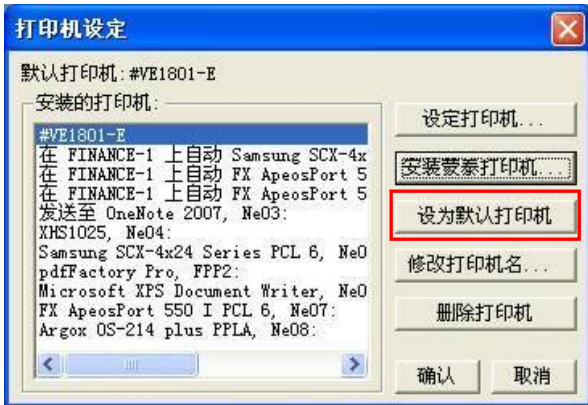 打印机设定
默认打印机:#VE1801-E
安装的打印机:
#VE1801-E
在 FINANCE-1 上自动 Samsung SCX-4x
在 FINANCE-1 上自动 FX ApeosPort 5
在 FINANCE-1 上自动 FX ApeosPort 5
发送至 OneNote 2007, Ne03:
XHS1025, Ne04:
Samsung SCX-4x24 Series PCL 6, Ne0
pdfFactory Pro, FPP2:
Microsoft XPS Document Writer, Ne0
FX ApeosPort 550 I PCL 6, Ne07:
Argox OS-214 plus PPLA, Ne08:
设定打印机...
安装蒙泰打印机...
设为默认打印机
修改打印机名...
删除打印机
确认
取消